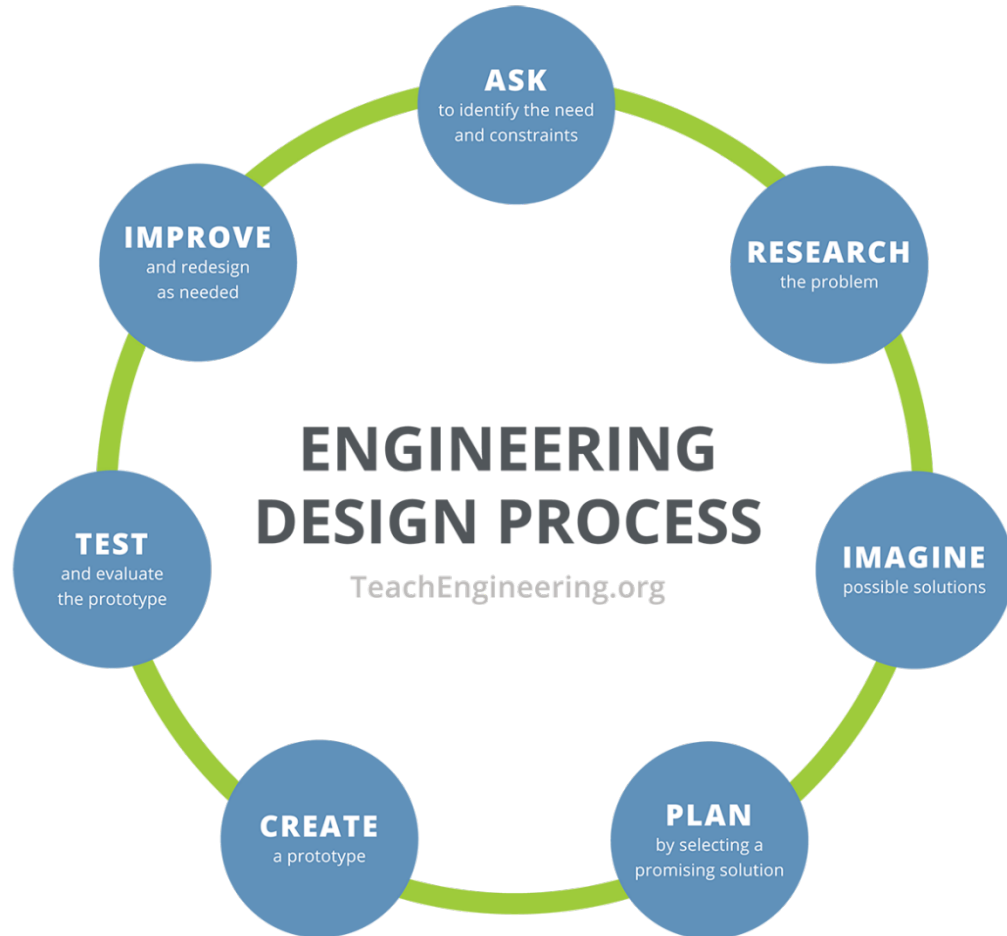 ASK
to identify the need
and constraints
RESEARCH
the problem
IMAGINE
possible solutions
PLAN
by selecting a
promising solution
CREATE
a prototype
TEST
and evaluate
the prototype
IMPROVE
and redesign
as needed
ENGINEERING
DESIGN PROCESS
TeachEngineering.org